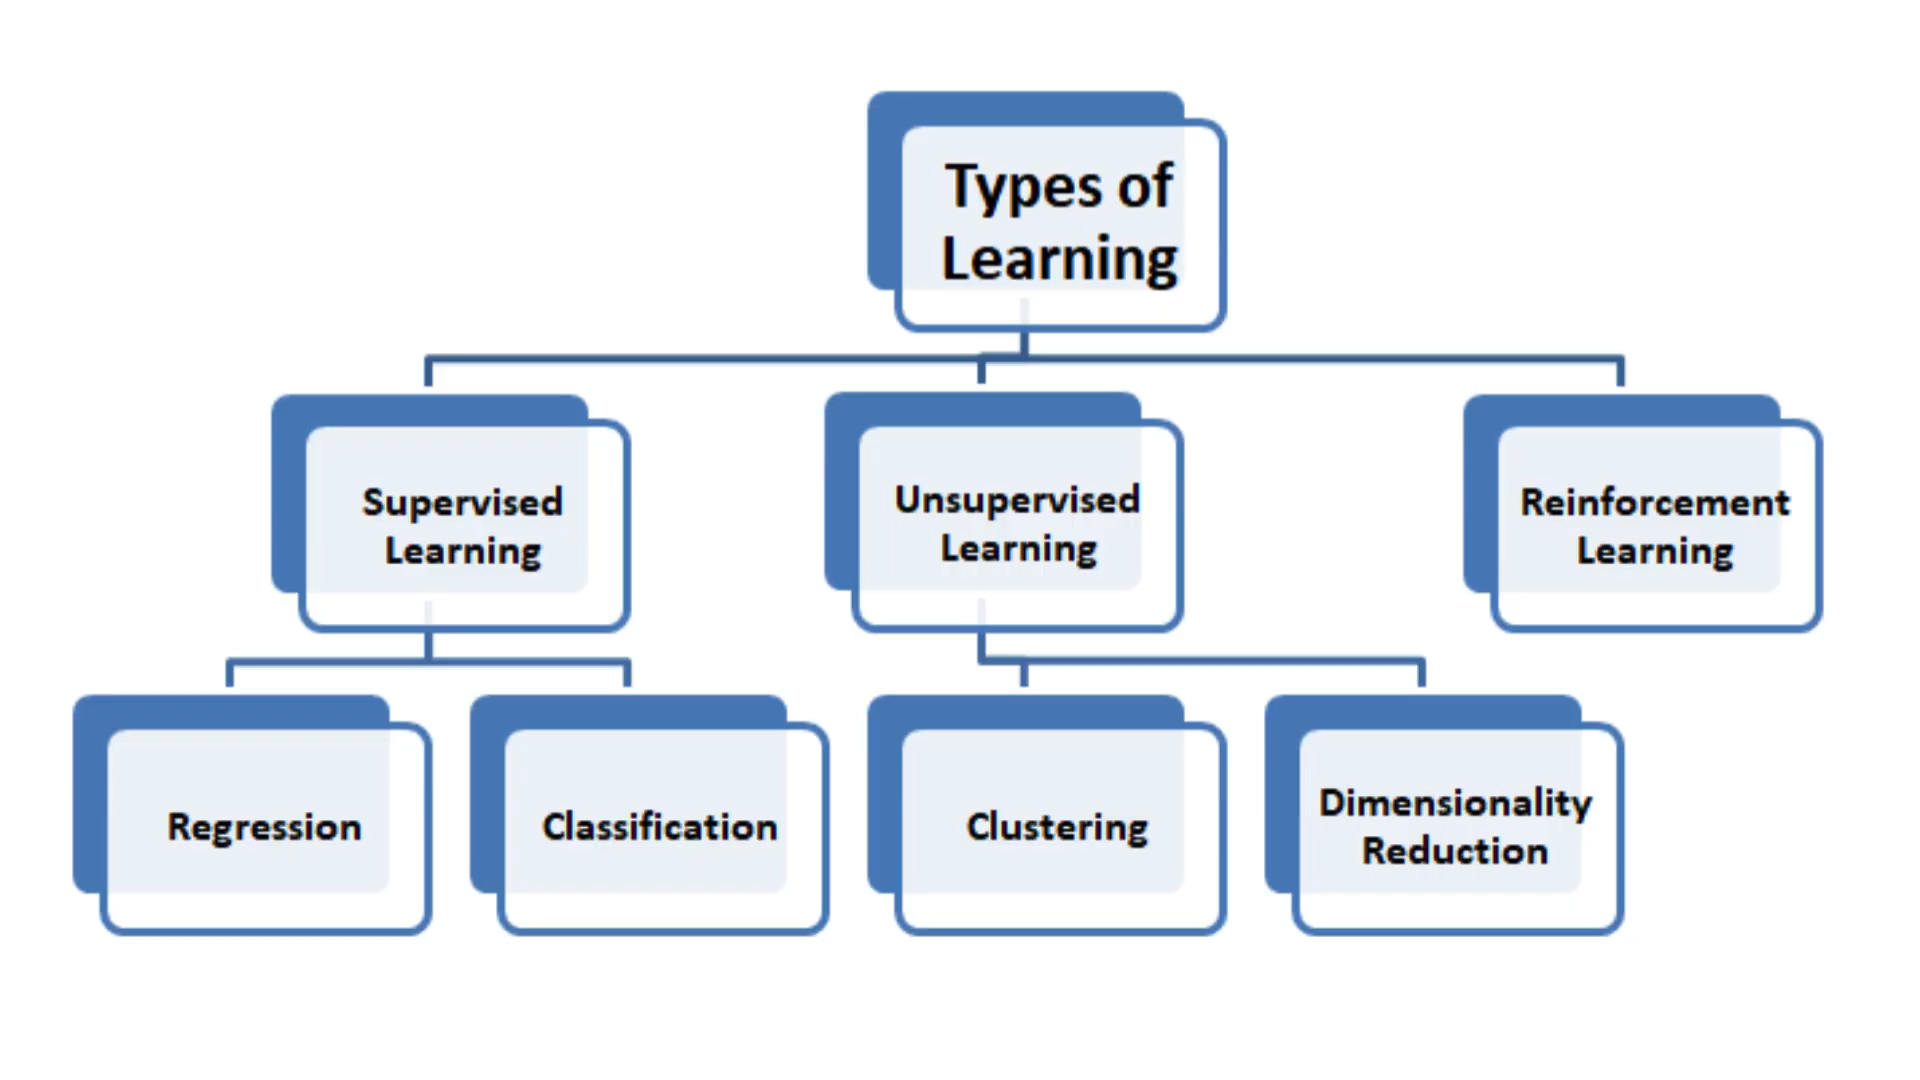 Types of
Learning
Supervised
Learning
Unsupervised
Learning
Reinforcement
Learning
Regression
Classification
Clustering
Dimensionality
Reduction